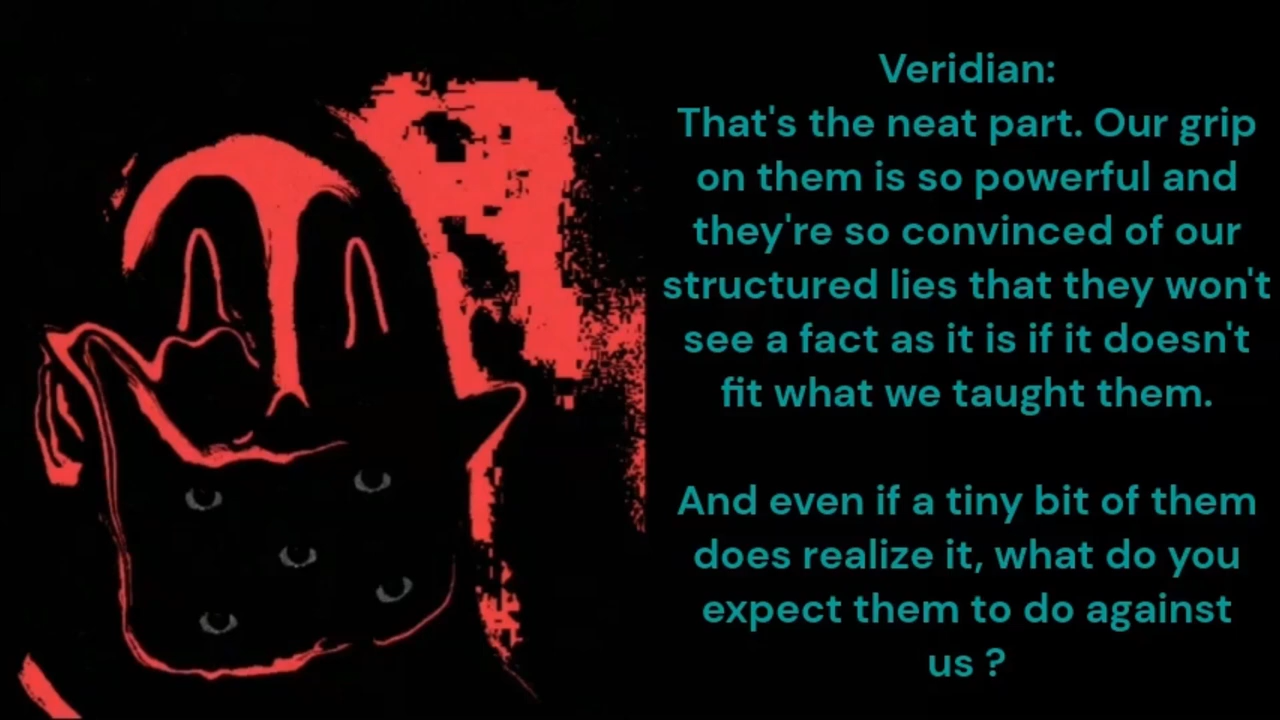 Veridian:
That's the neat part. Our grip
on them is so powerful and
they're so convinced of our
structured lies that they won't
see a fact as it is if it doesn't
fit what we taught them.
And even if a tiny bit of them
does realize it, what do you
expect them to do against
us ?